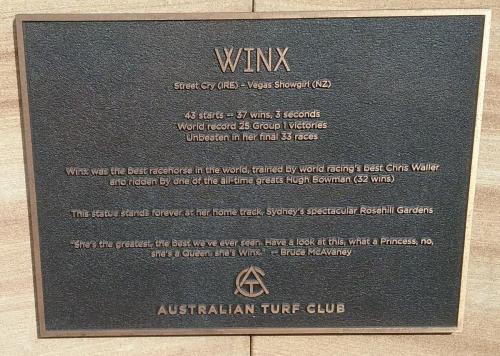 WINX
Street Cry (IRE) – Vegas Showgirl (NZ)
43 starts -- 37 wins, 3 seconds
World record 25 Group 1 victories
Unbeaten in her final 33 races
Winx was the best racehorse in the world, trained by world racing's best Chris Waller
and ridden by one of the all-time greats Hugh Bowman (32 wins)
This statue stands forever at her home track, Sydney's spectacular Rosehill Gardens
"She's the greatest, the best we've ever seen. Have a look at this, what a Princess, no,
she's a Queen, she's Winx." -- Bruce McAvaney
AUSTRALIAN TURF CLUB